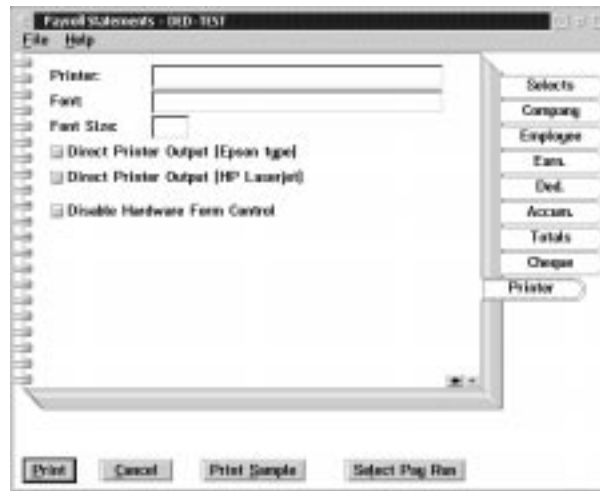 Payroll Statements - DED-TEST
File Help
Printer:
Font:
Font Size:
Direct Printer Output (Epson type)
Direct Printer Output (HP Laserjet)
Disable Hardware Form Control
Selects
Company
Employee
Earn.
Ded.
Accum.
Totals
Cheque
Printer
Print Cancel Print Sample Select Pay Run